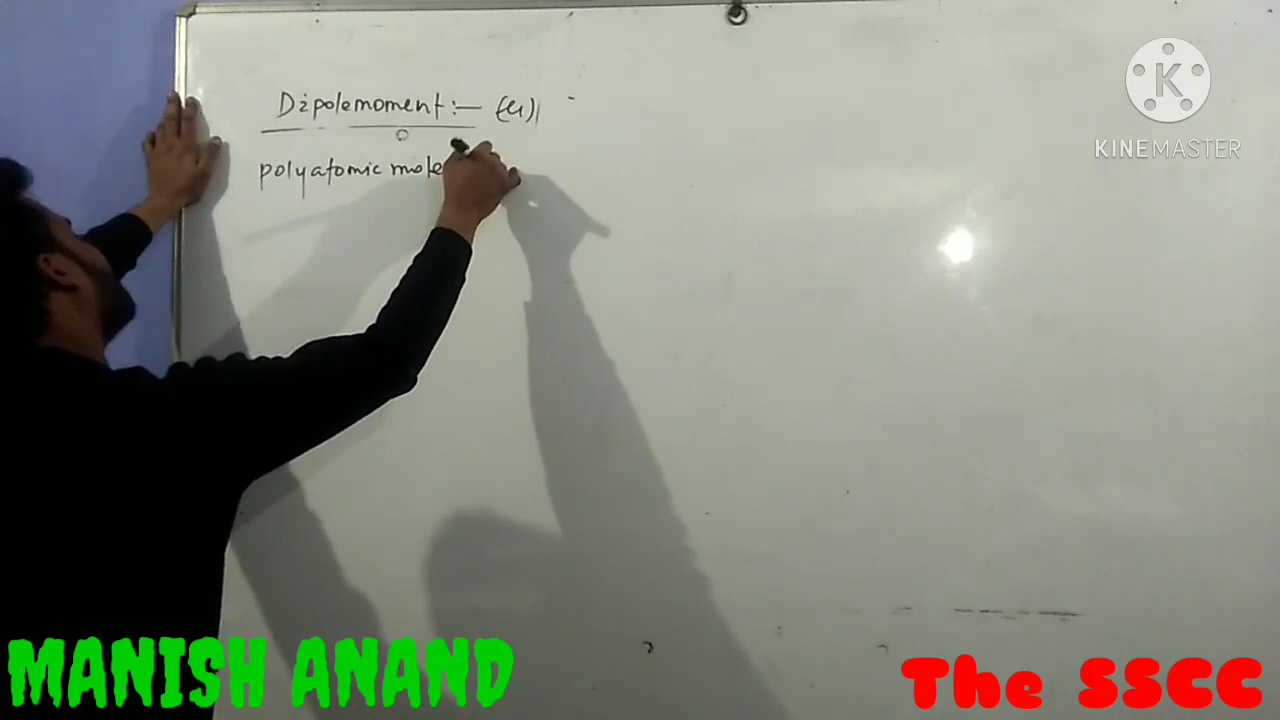 Dipolemoment :— (μ)
polyatomic mole
KINEMASTER
MANISH ANAND
The SSCC